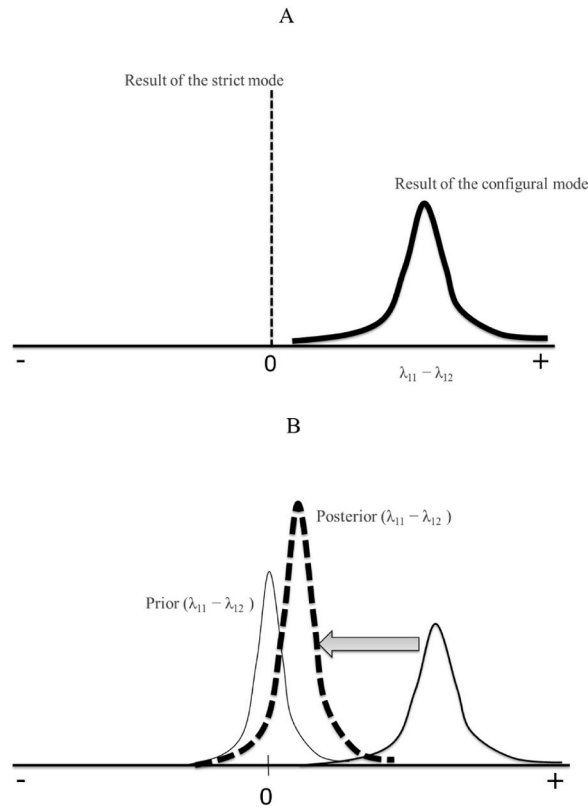 A
Result of the strict mode
Result of the configural mode
-
0
+
λ₁₁ − λ₁₂
B
Posterior (λ₁₁ − λ₁₂)
Prior (λ₁₁ − λ₁₂)
-
0
+